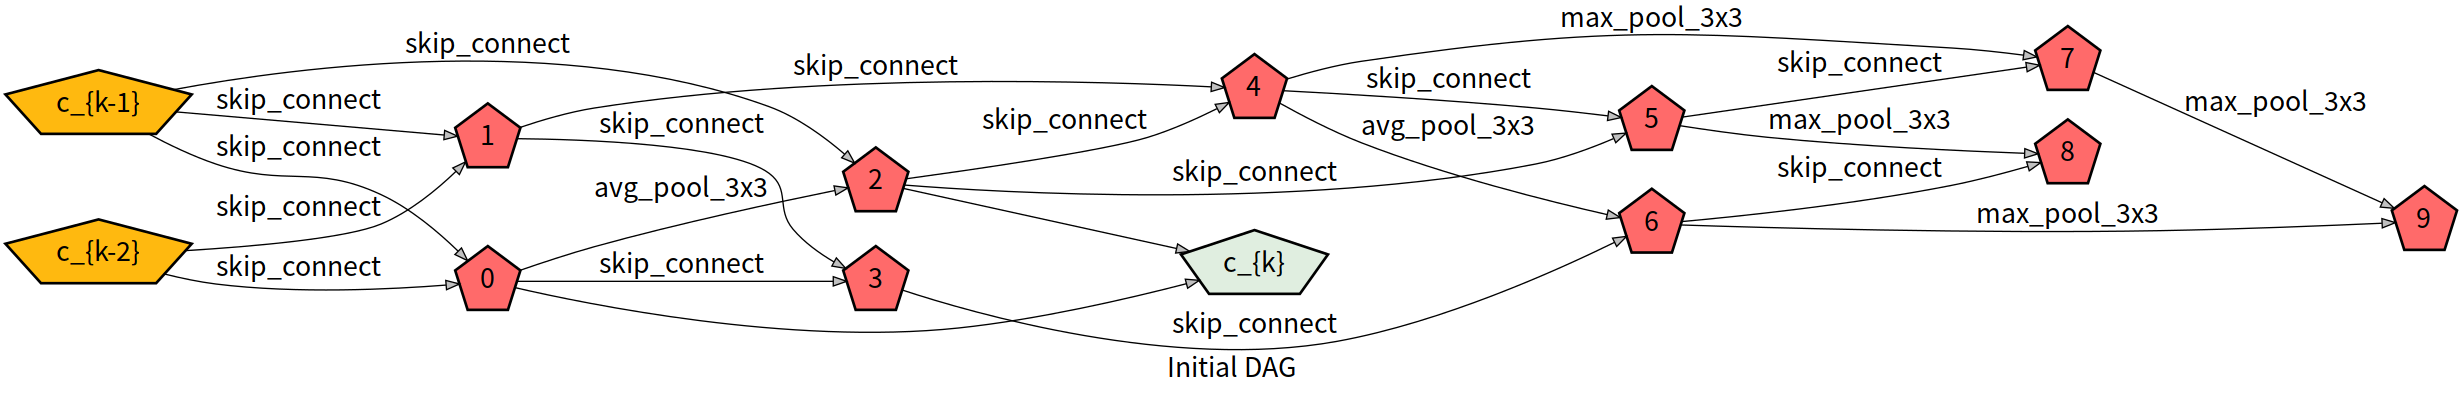 max_pool_3x3
skip_connect
skip_connect
skip_connect
skip_connect
7
4
c_{k-1}
skip_connect
skip_connect
5
max_pool_3x3
1
skip_connect
skip_connect
avg_pool_3x3
max_pool_3x3
skip_connect
8
skip_connect
skip_connect
2
avg_pool_3x3
skip_connect
max_pool_3x3
6
9
c_{k-2}
skip_connect
skip_connect
0
3
c_{k}
skip_connect
Initial DAG